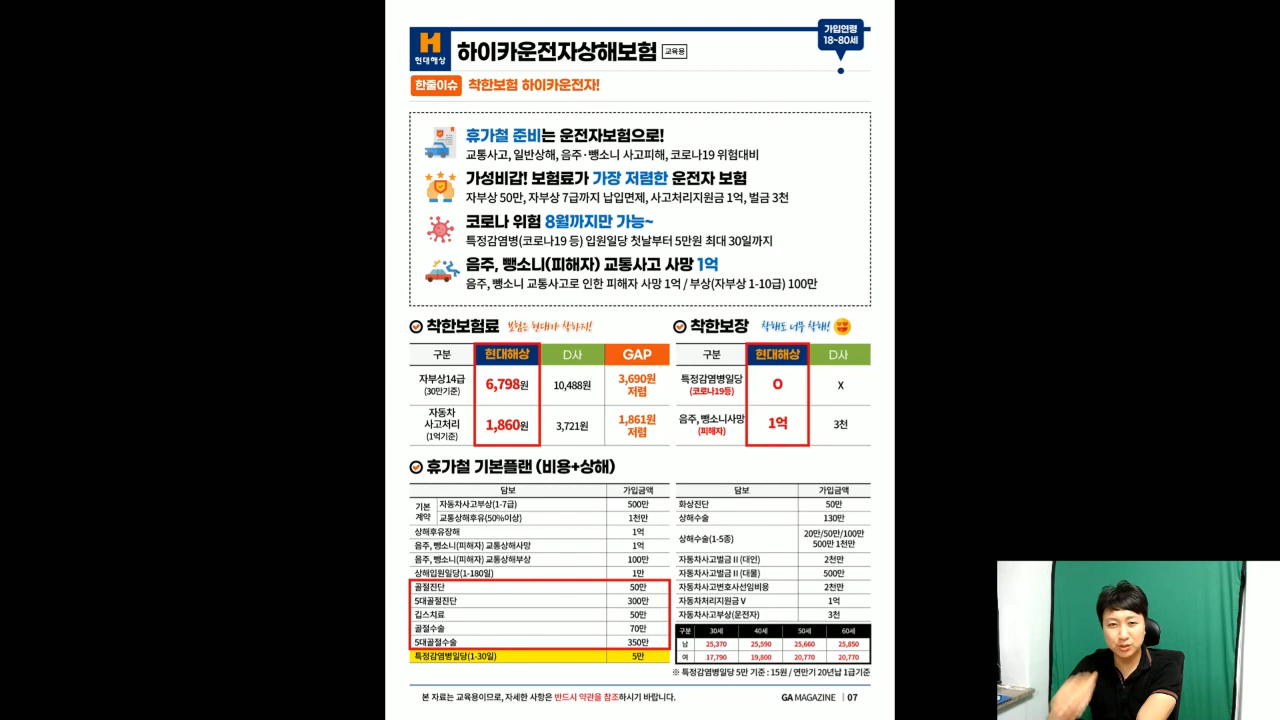 가입연령
18~80세
H
현대해상
하이카운전자상해보험 교육용
한줄이슈 착한보험 하이카운전자!
휴가철 준비는 운전자보험으로!
교통사고, 일반상해, 음주·뺑소니 사고피해, 코로나19 위험대비
가성비갑! 보험료가 가장 저렴한 운전자 보험
자부상 50만, 자부상 7급까지 납입면제, 사고처리지원금 1억, 벌금 3천
코로나 위험 8월까지만 가능~
특정감염병(코로나19 등) 입원일당 첫날부터 5만원 최대 30일까지
음주, 뺑소니(피해자) 교통사고 사망 1억
음주, 뺑소니 교통사고로 인한 피해자 사망 1억 / 부상(자부상 1-10급) 100만
착한보험료 보험은 현대가 착하지!
구분 현대해상 D사 GAP
자부상14급
(30만기준)
6,798원 10,488원 3,690원
저렴
자동차
사고처리
(1억기준)
1,860원 3,721원 1,861원
저렴
착한보장 착해도 너무 착해!
구분 현대해상 D사
특정감염병일당
(코로나19등)
O X
음주, 뺑소니사망
(피해자)
1억 3천
휴가철 기본플랜 (비용+상해)
담보 가입금액
기본
계약
자동차사고부상(1-7급) 500만
교통상해후유(50%이상) 1천만
상해후유장해 1억
음주, 뺑소니(피해자) 교통상해사망 1억
음주, 뺑소니(피해자) 교통상해부상 100만
상해입원일당(1-180일) 1만
골절진단 50만
5대골절진단 300만
깁스치료 50만
골절수술 70만
5대골절수술 350만
특정감염병일당(1-30일) 5만
담보 가입금액
화상진단 50만
상해수술 130만
상해수술(1-5종) 20만/50만/100만
500만 1천만
자동차사고벌금 II (대인) 2천만
자동차사고벌금 II (대물) 500만
자동차사고변호사선임비용 2천만
자동차처리지원금 V 1억
자동차사고부상(운전자) 3천
구분 30세 40세 50세 60세
남 25,370 25,590 25,660 25,850
여 17,790 19,800 20,770 20,770
※ 특정감염병일당 5만 기준 : 15원 / 연만기 20년납 1급기준
본 자료는 교육용이므로, 자세한 사항은 반드시 약관을 참조하시기 바랍니다.
GA MAGAZINE | 07